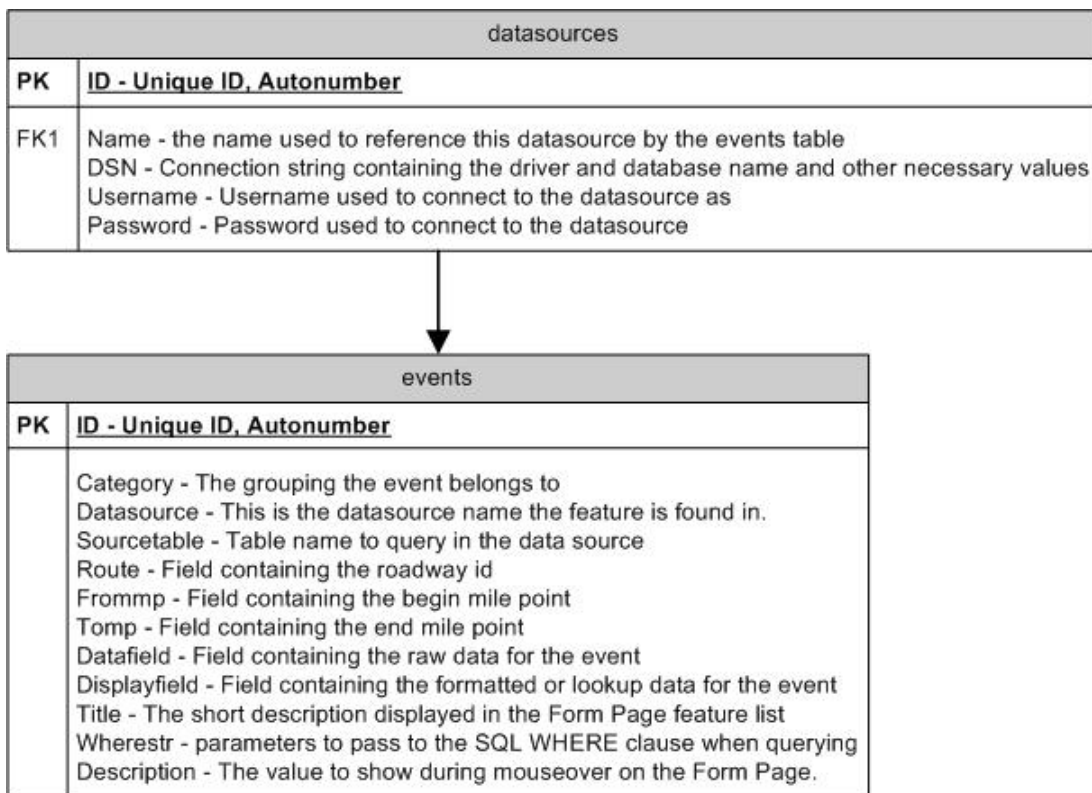 datasources
PK ID - Unique ID, Autonumber
FK1 Name - the name used to reference this datasource by the events table
DSN - Connection string containing the driver and database name and other necessary values
Username - Username used to connect to the datasource as
Password - Password used to connect to the datasource
events
PK ID - Unique ID, Autonumber
Category - The grouping the event belongs to
Datasource - This is the datasource name the feature is found in.
Sourcetable - Table name to query in the data source
Route - Field containing the roadway id
Frommp - Field containing the begin mile point
Tomp - Field containing the end mile point
Datafield - Field containing the raw data for the event
Displayfield - Field containing the formatted or lookup data for the event
Title - The short description displayed in the Form Page feature list
Wherestr - parameters to pass to the SQL WHERE clause when querying
Description - The value to show during mouseover on the Form Page.